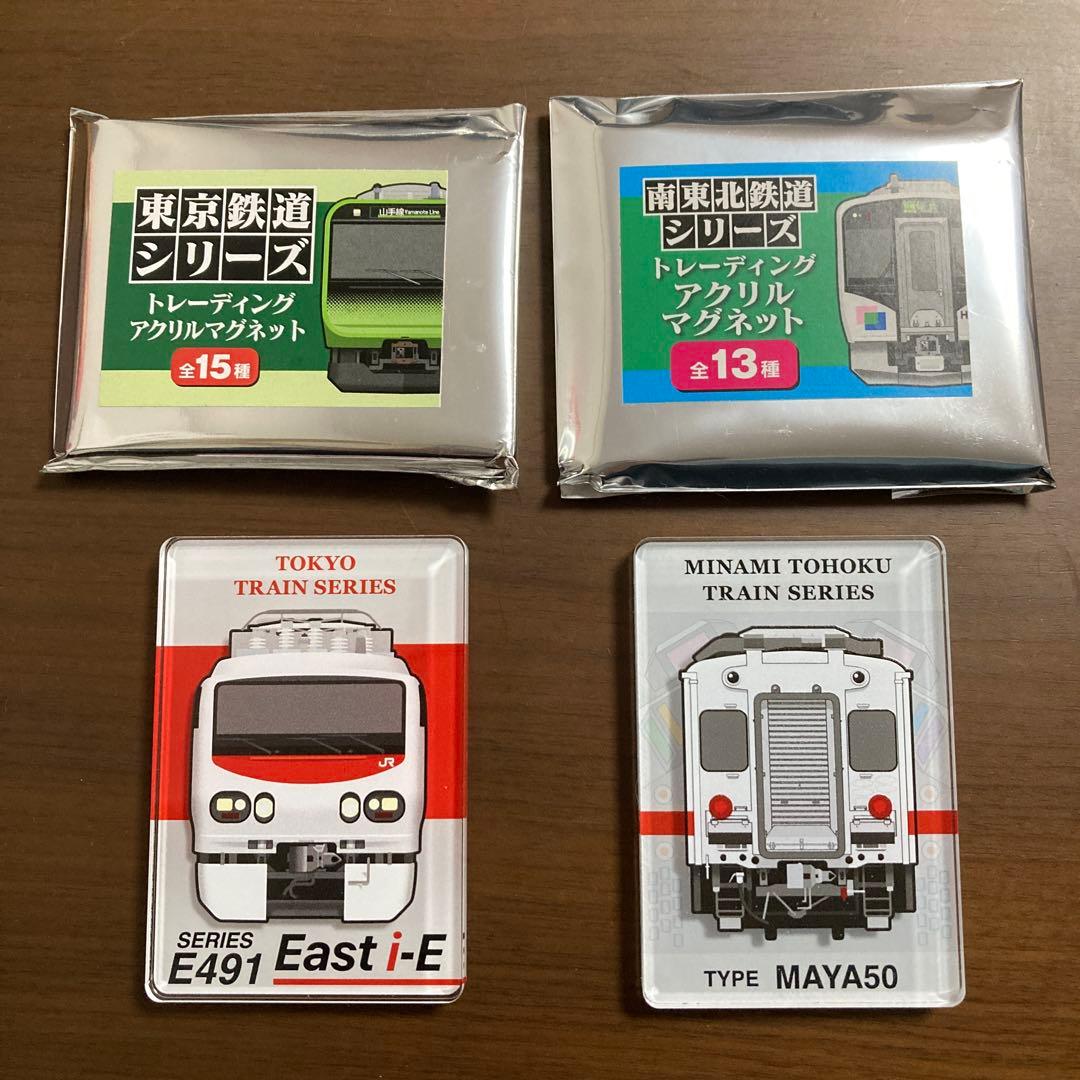 東京鉄道
シリーズ
山手線 Yamanote Line
トレーディング
アクリルマグネット
全15種
南東北鉄道
シリーズ
トレーディング
アクリル
マグネット
全13種
H
TOKYO
TRAIN SERIES
JR
SERIES
E491 East i-E
MINAMI TOHOKU
TRAIN SERIES
TYPE MAYA50